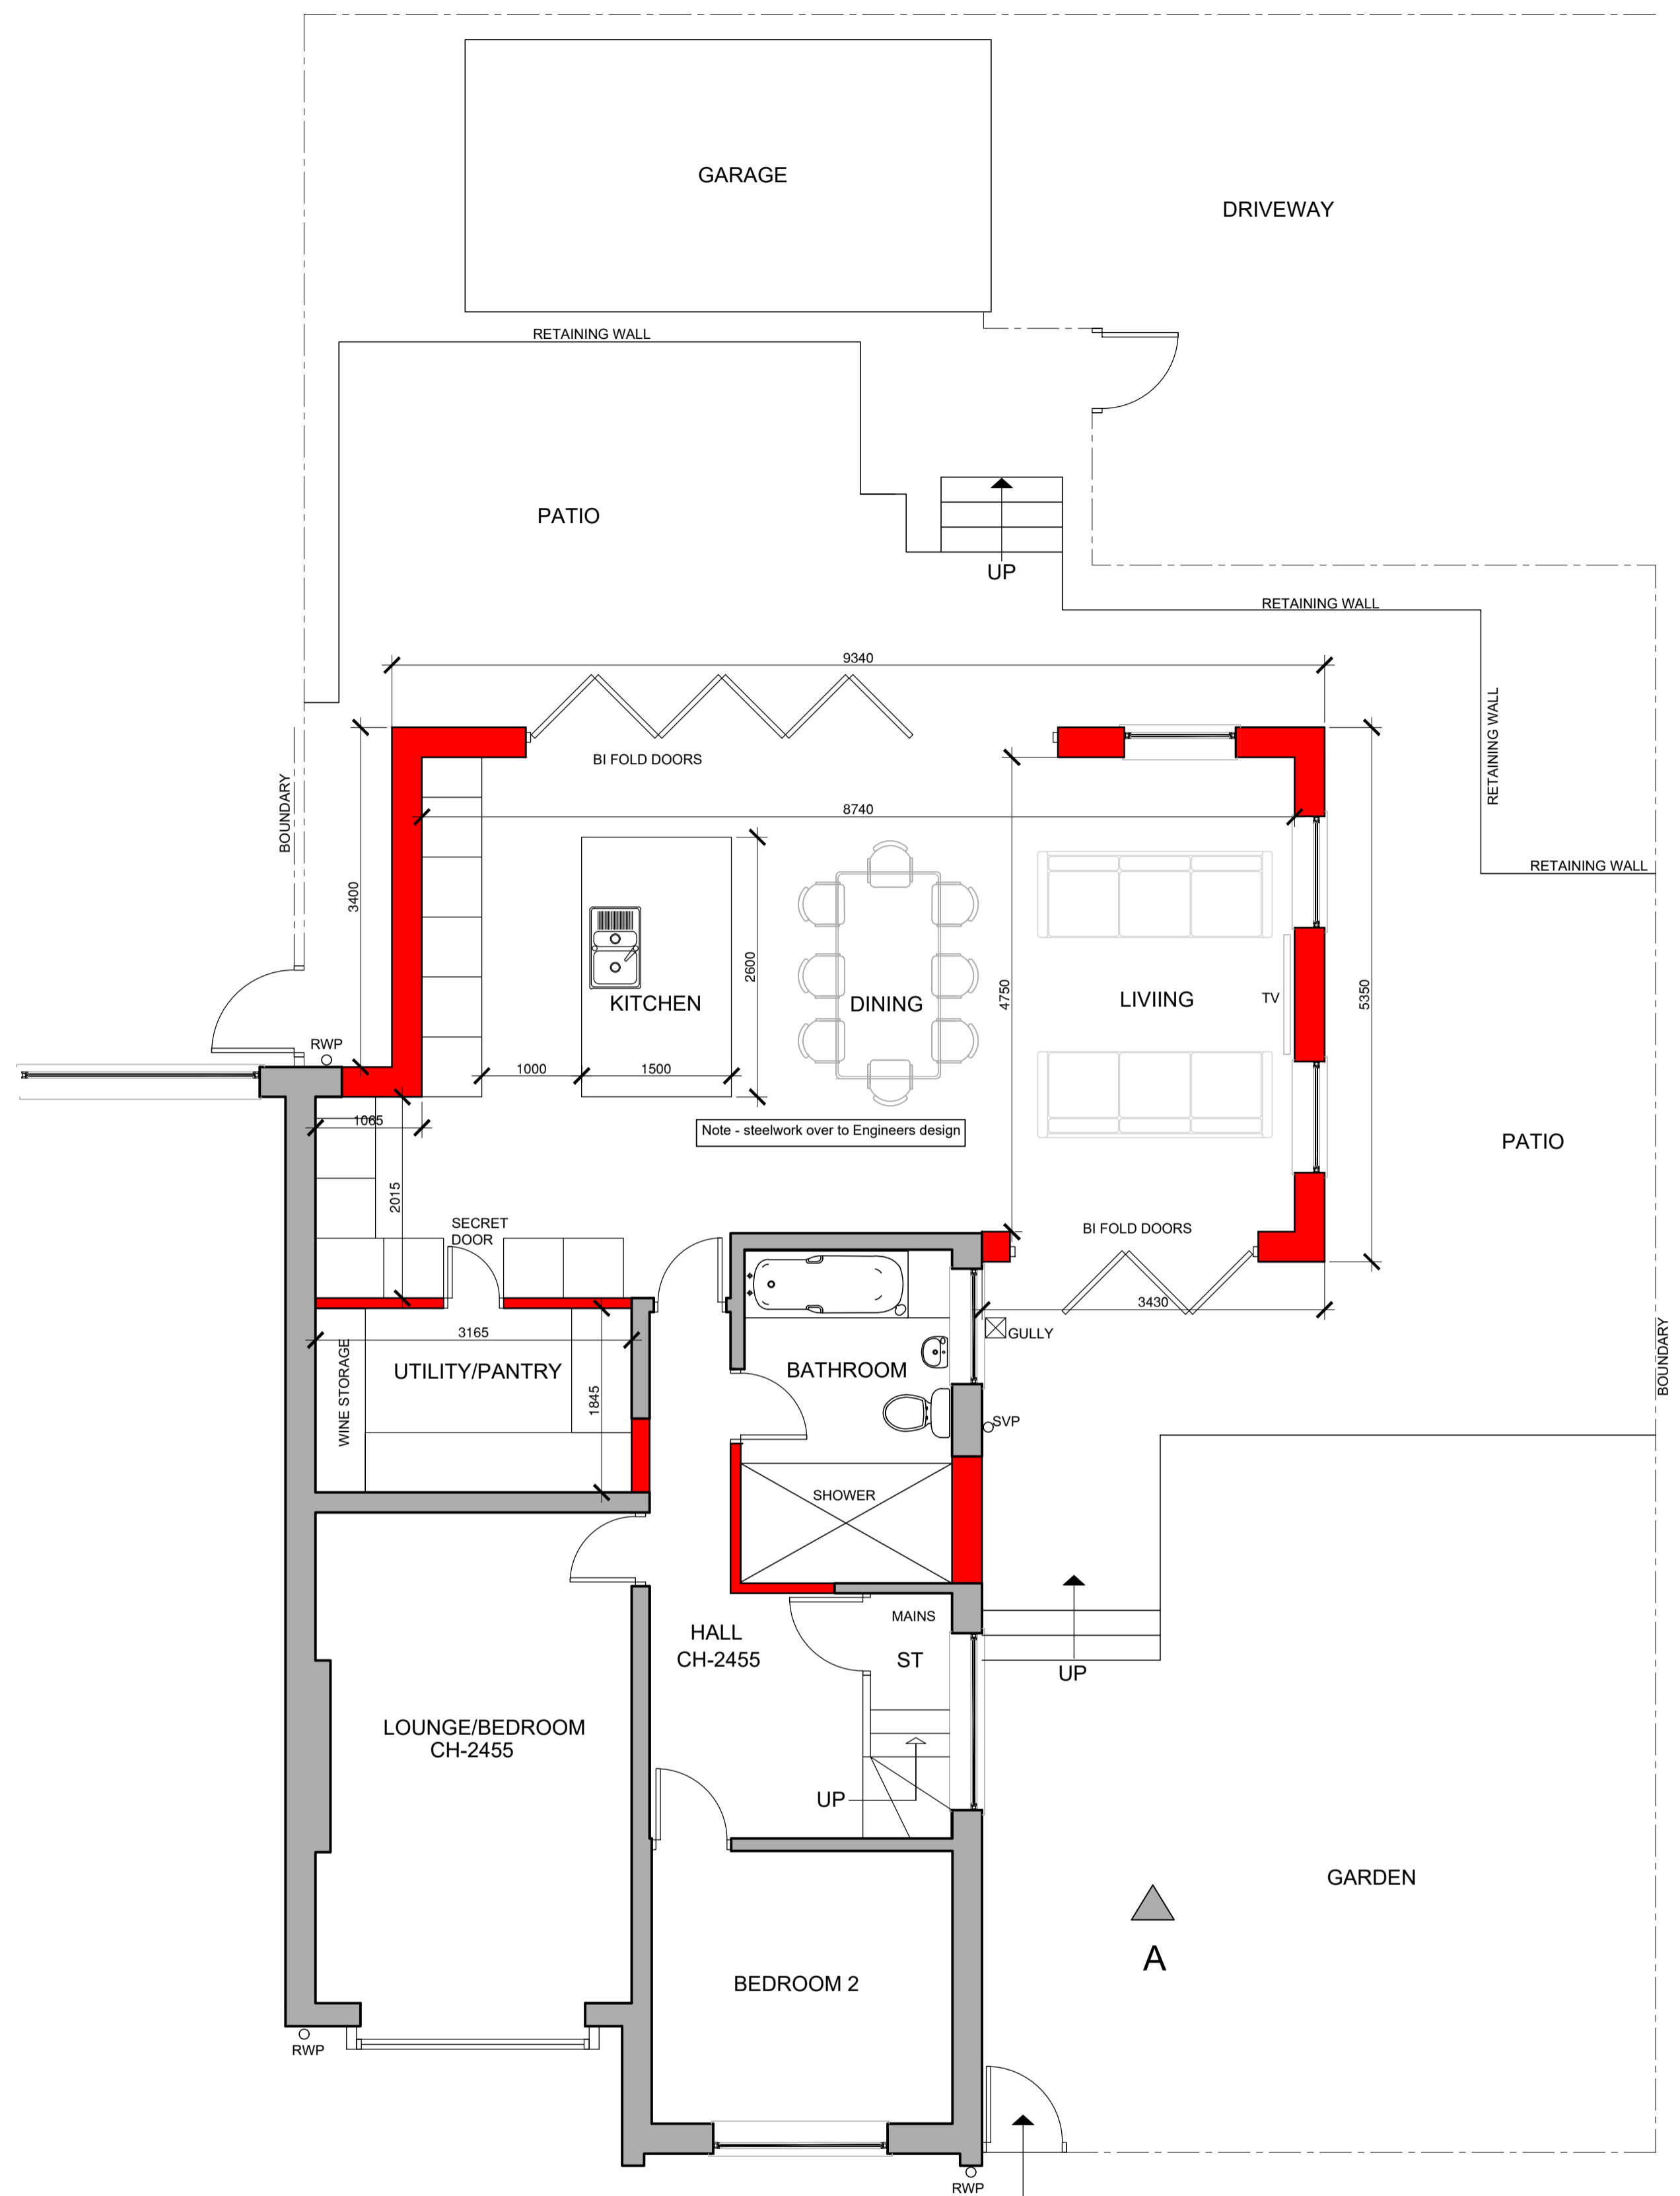 GARAGE
DRIVEWAY
RETAINING WALL
PATIO
UP
RETAINING WALL
9340
RETAINING WALL
BI FOLD DOORS
BOUNDARY
8740
RETAINING WALL
3400
2600
4750
5350
KITCHEN
DINING
LIVIING
TV
RWP
1000
1500
1065
Note - steelwork over to Engineers design
PATIO
2015
SECRET
DOOR
BI FOLD DOORS
3430
3165
GULLY
WINE STORAGE
UTILITY/PANTRY
1845
BATHROOM
BOUNDARY
SVP
SHOWER
MAINS
HALL
CH-2455
ST
UP
LOUNGE/BEDROOM
CH-2455
UP
GARDEN
A
BEDROOM 2
RWP
RWP